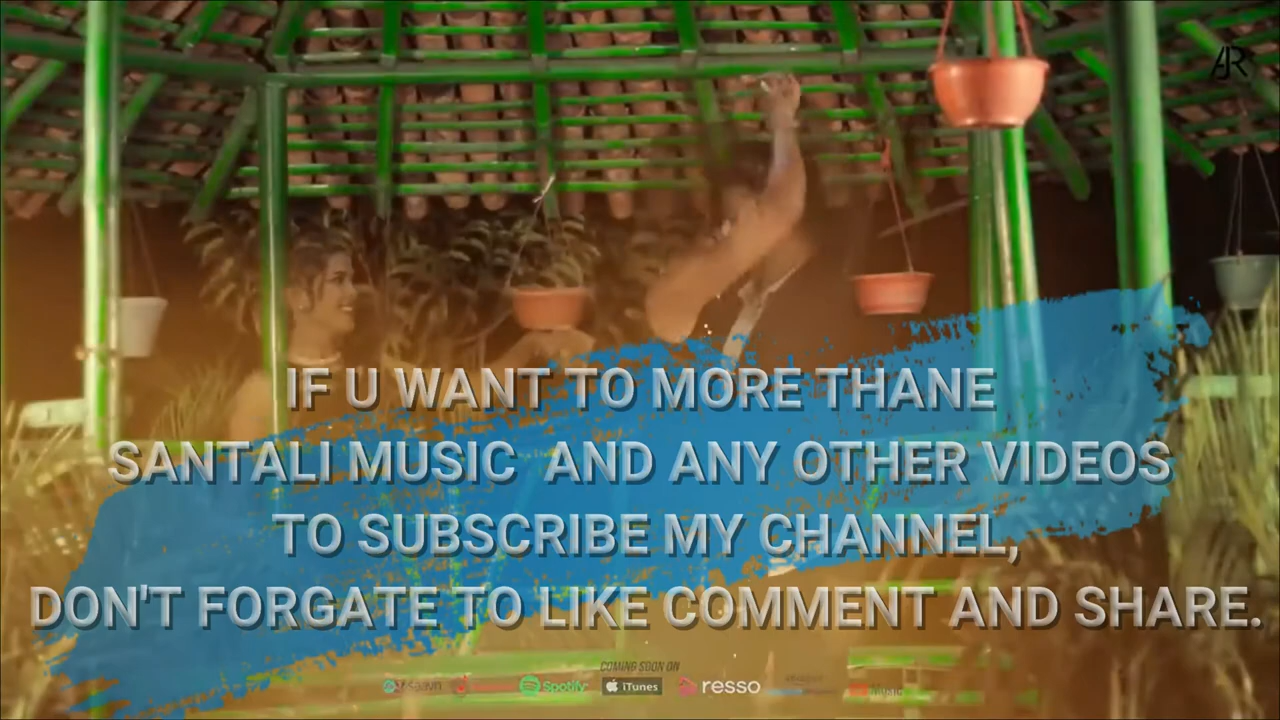 AJR
IF U WANT TO MORE THANE
SANTALI MUSIC AND ANY OTHER VIDEOS
TO SUBSCRIBE MY CHANNEL,
DON'T FORGATE TO LIKE COMMENT AND SHARE.
COMING SOON ON
Spotify iTunes resso